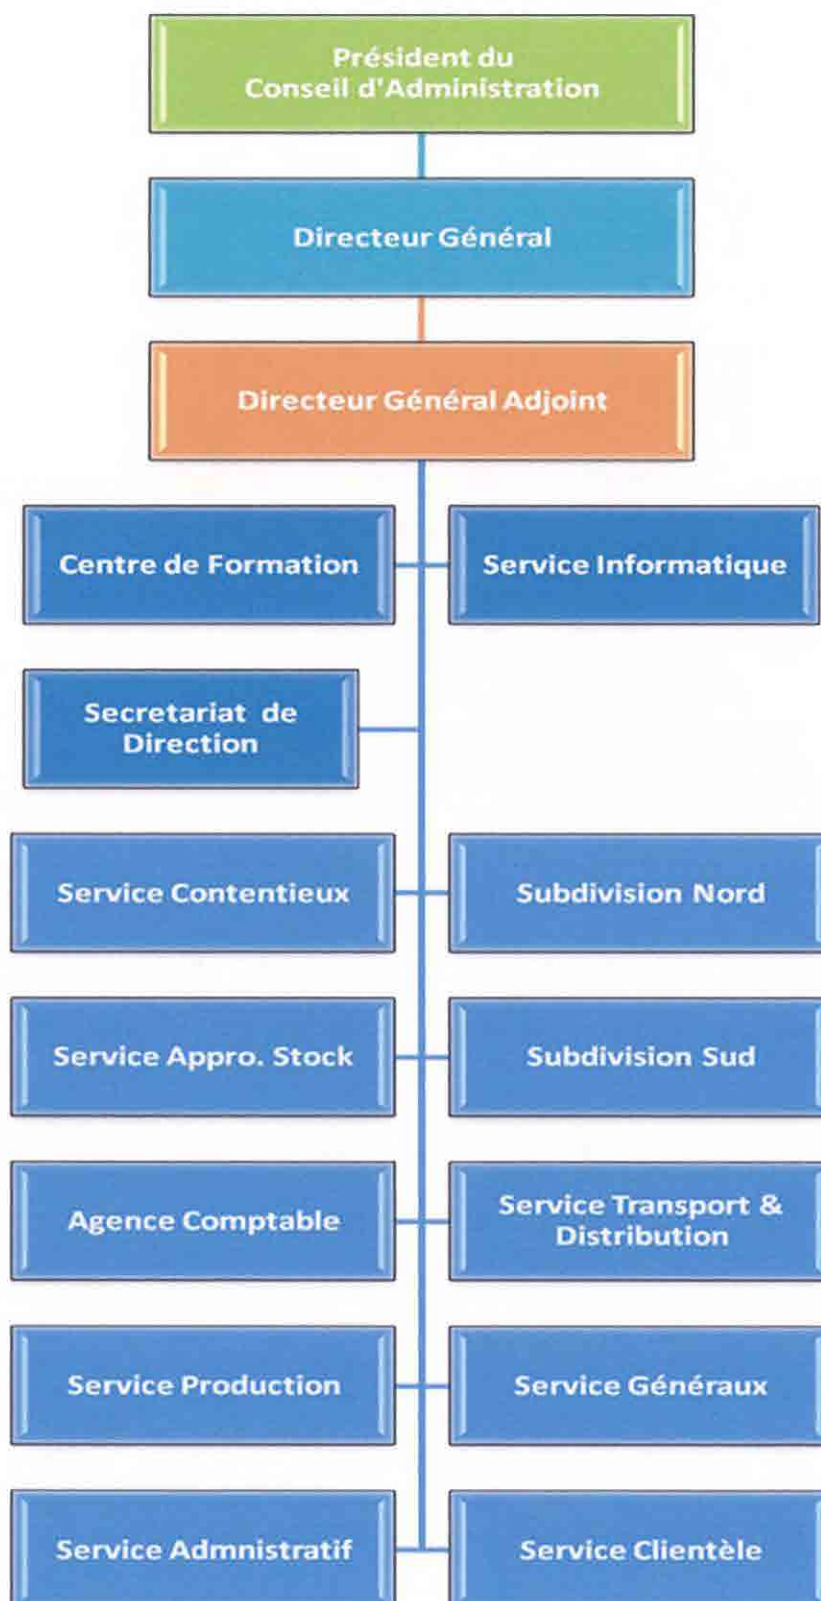 Président du
Conseil d'Administration
Directeur Général
Directeur Général Adjoint
Centre de Formation
Service Informatique
Secretariat de
Direction
Service Contentieux
Subdivision Nord
Service Appro. Stock
Subdivision Sud
Agence Comptable
Service Transport &
Distribution
Service Production
Service Généraux
Service Admnistratif
Service Clientèle